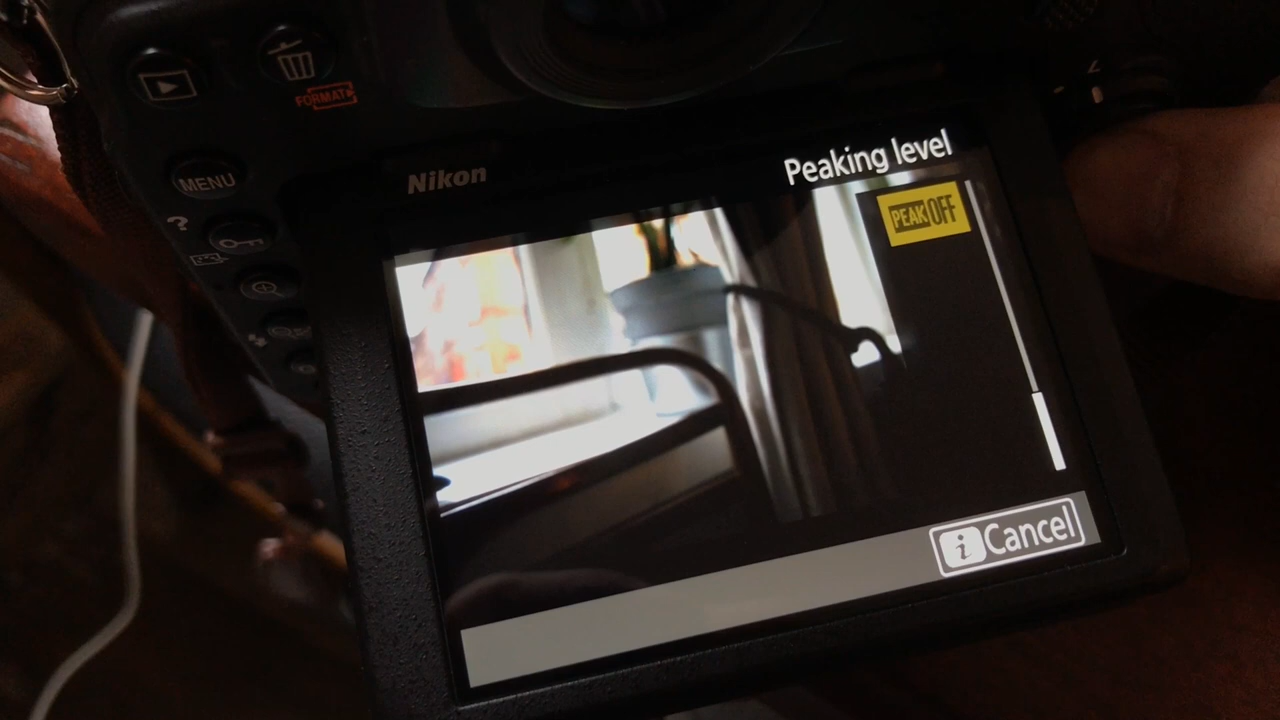 FORMAT
MENU
Nikon
?
Peaking level
PEAK OFF
i Cancel